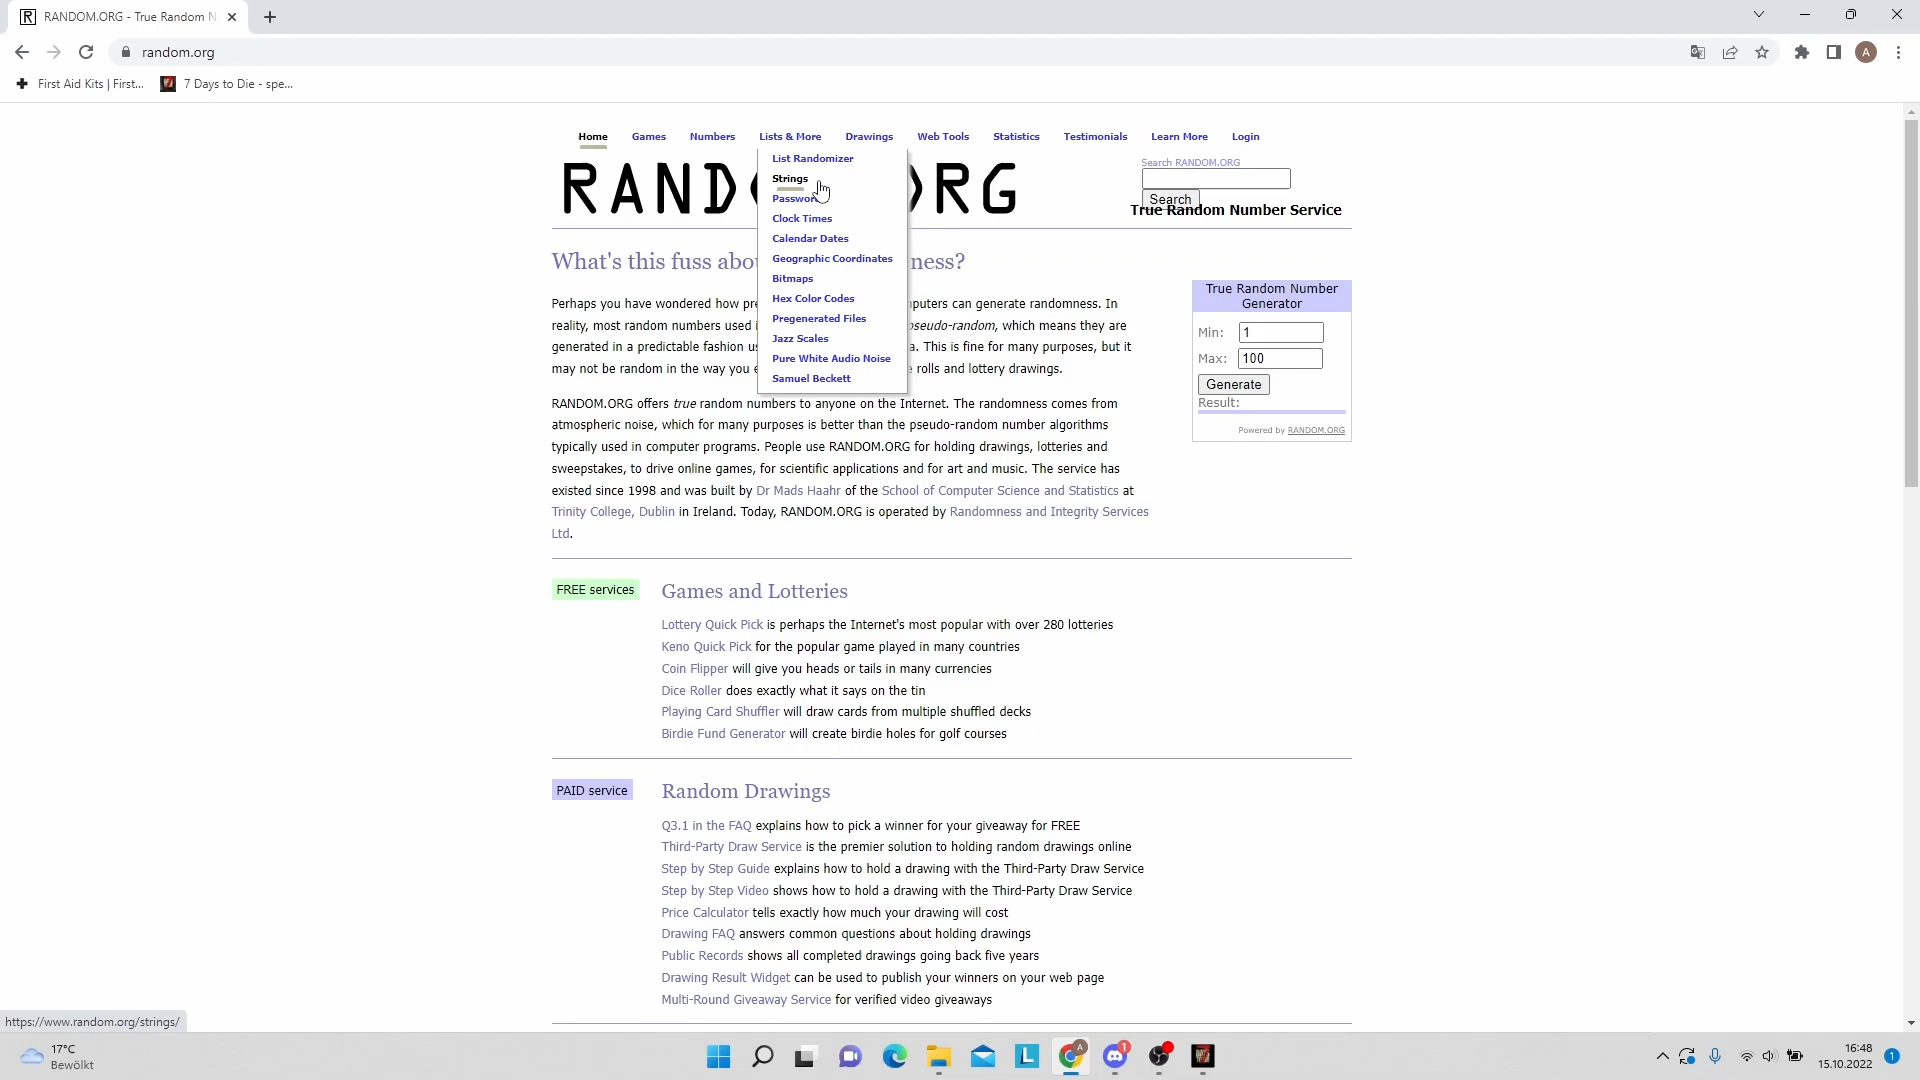 RANDOM.ORG - True Random N
random.org
A
First Aid Kits | First...
7 Days to Die - spe...
Home Games Numbers Lists & More Drawings Web Tools Statistics Testimonials Learn More Login
List Randomizer
Strings
Passwor
Clock Times
Calendar Dates
Geographic Coordinates
Bitmaps
Hex Color Codes
Pregenerated Files
Jazz Scales
Pure White Audio Noise
Samuel Beckett
RAND RG
Search RANDOM.ORG
Search
True Random Number Service
What's this fuss abo ness?
Perhaps you have wondered how pre puters can generate randomness. In
reality, most random numbers used i pseudo-random, which means they are
generated in a predictable fashion us a. This is fine for many purposes, but it
may not be random in the way you e rolls and lottery drawings.
RANDOM.ORG offers true random numbers to anyone on the Internet. The randomness comes from
atmospheric noise, which for many purposes is better than the pseudo-random number algorithms
typically used in computer programs. People use RANDOM.ORG for holding drawings, lotteries and
sweepstakes, to drive online games, for scientific applications and for art and music. The service has
existed since 1998 and was built by Dr Mads Haahr of the School of Computer Science and Statistics at
Trinity College, Dublin in Ireland. Today, RANDOM.ORG is operated by Randomness and Integrity Services
Ltd.
True Random Number
Generator
Min: 1
Max: 100
Generate
Result:
Powered by RANDOM.ORG
FREE services
Games and Lotteries
Lottery Quick Pick is perhaps the Internet's most popular with over 280 lotteries
Keno Quick Pick for the popular game played in many countries
Coin Flipper will give you heads or tails in many currencies
Dice Roller does exactly what it says on the tin
Playing Card Shuffler will draw cards from multiple shuffled decks
Birdie Fund Generator will create birdie holes for golf courses
PAID service
Random Drawings
Q3.1 in the FAQ explains how to pick a winner for your giveaway for FREE
Third-Party Draw Service is the premier solution to holding random drawings online
Step by Step Guide explains how to hold a drawing with the Third-Party Draw Service
Step by Step Video shows how to hold a drawing with the Third-Party Draw Service
Price Calculator tells exactly how much your drawing will cost
Drawing FAQ answers common questions about holding drawings
Public Records shows all completed drawings going back five years
Drawing Result Widget can be used to publish your winners on your web page
Multi-Round Giveaway Service for verified video giveaways
https://www.random.org/strings/
17°C
Bewölkt
L
A
1
16:48
15.10.2022
1